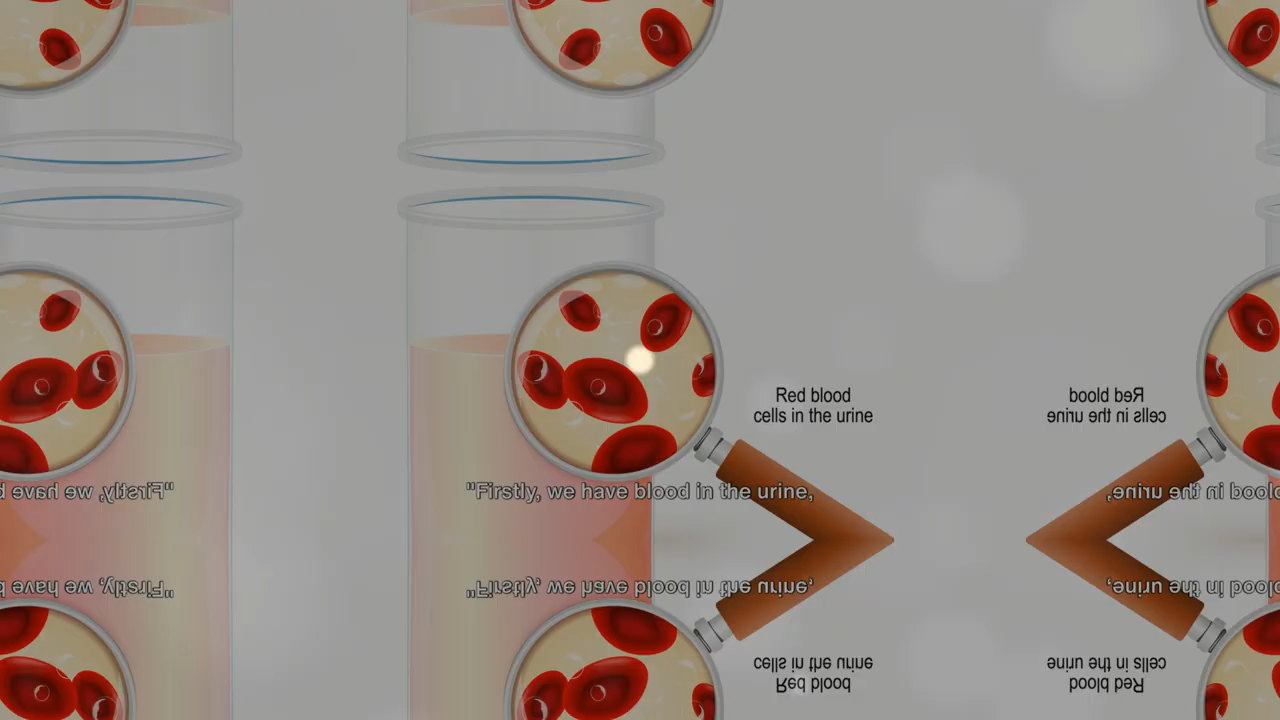 Red blood
cells in the urine
"Firstly, we have blood in the urine,